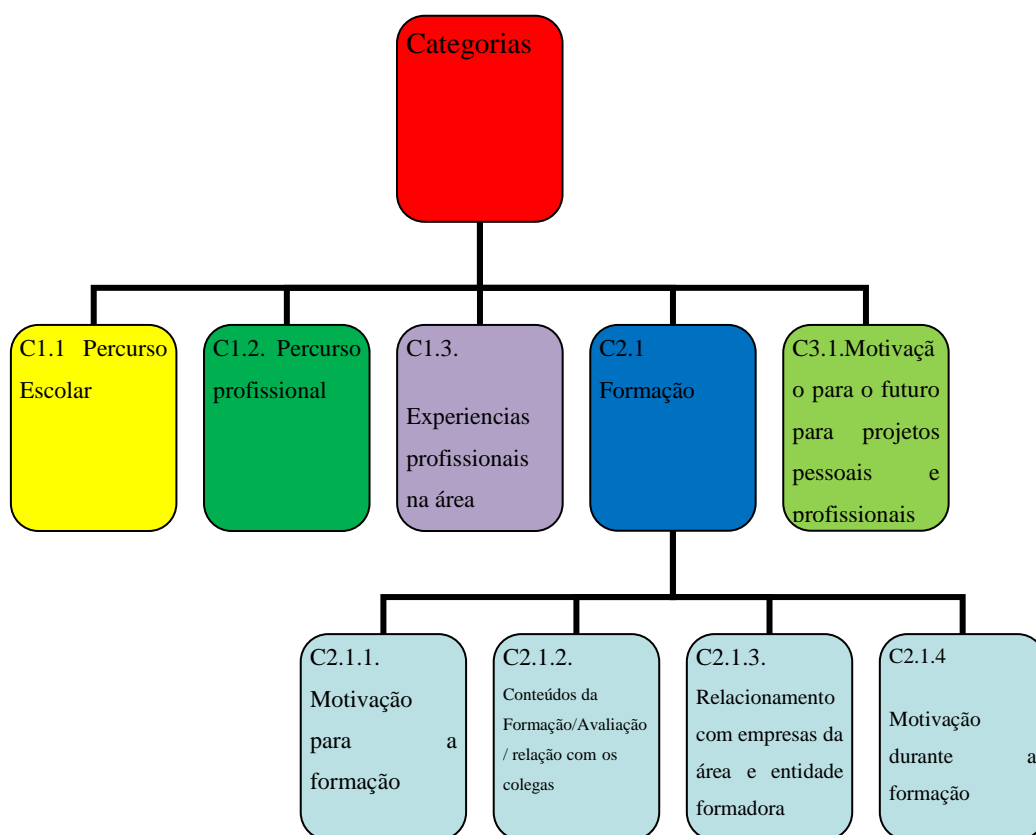 Categorias
C1.1 Percurso
Escolar
C1.2. Percurso
profissional
C1.3.
Experiencias
profissionais
na área
C2.1
Formação
C3.1.Motivaçã
o para o futuro
para projetos
pessoais e
profissionais
C2.1.1.
Motivação
para a
formação
C2.1.2.
Conteúdos da
Formação/Avaliação
/ relação com os
colegas
C2.1.3.
Relacionamento
com empresas da
área e entidade
formadora
C2.1.4
Motivação
durante a
formação